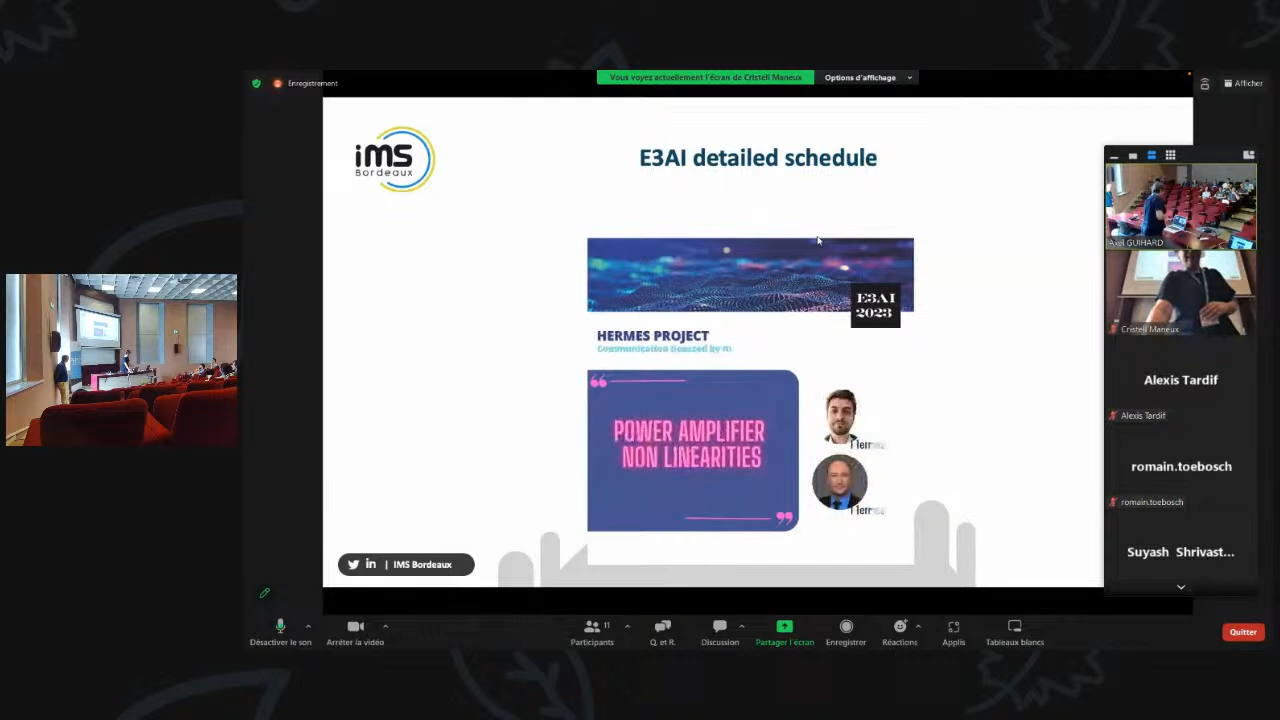 Enregistrement
Vous voyez actuellement l'écran de Cristell Maneux
Options d'affichage
Afficher
iMS
Bordeaux
E3AI detailed schedule
E3AI
2023
HERMES PROJECT
POWER AMPLIFIER
NON LINEARITIES
IMS Bordeaux
Axel GUIHARD
Cristell Maneux
Alexis Tardif
Alexis Tardif
romain.toebosch
romain.toebosch
Suyash Shrivast...
Désactiver le son
Arrêter la vidéo
Participants
11
Q. et R.
Discussion
Partager l'écran
Enregistrer
Réactions
Applis
Tableaux blancs
Quitter